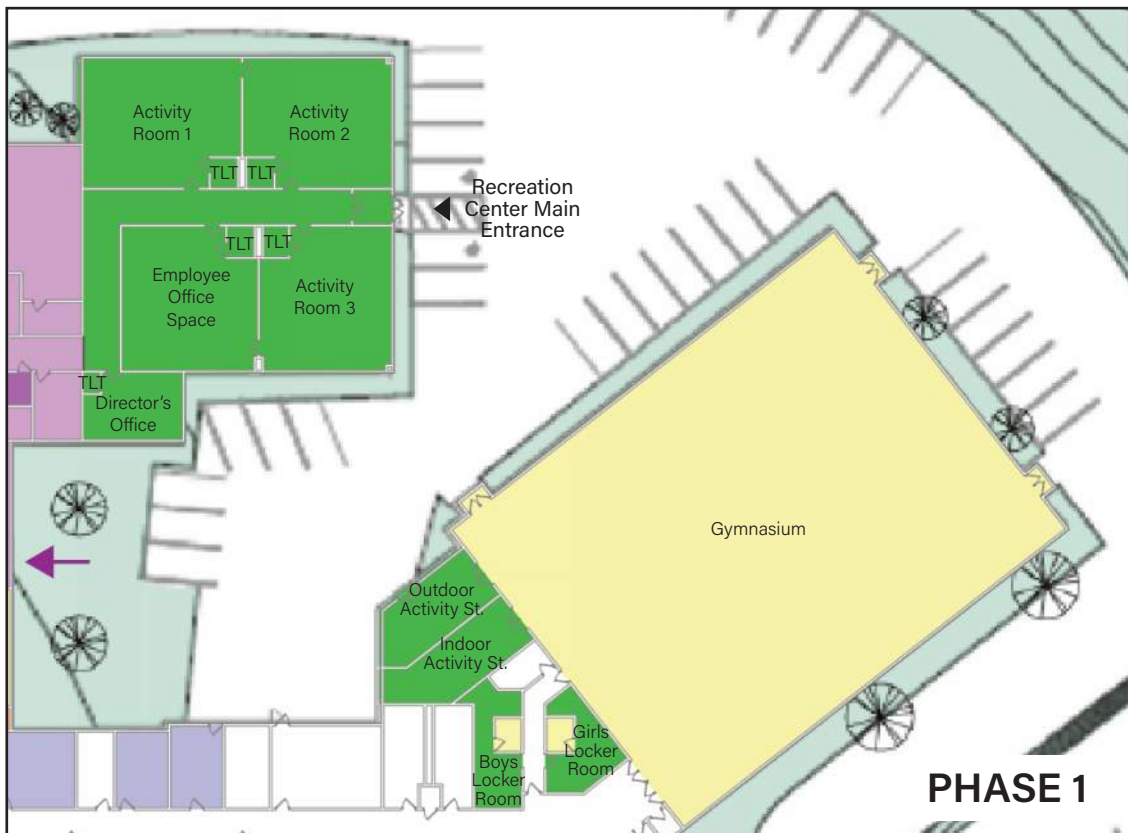 Activity
Room 1
Activity
Room 2
TLT
TLT
Recreation
Center Main
Entrance
TLT
TLT
Employee
Office
Space
Activity
Room 3
TLT
Director's
Office
Gymnasium
Outdoor
Activity St.
Indoor
Activity St.
Girls
Locker
Room
Boys
Locker
Room
PHASE 1